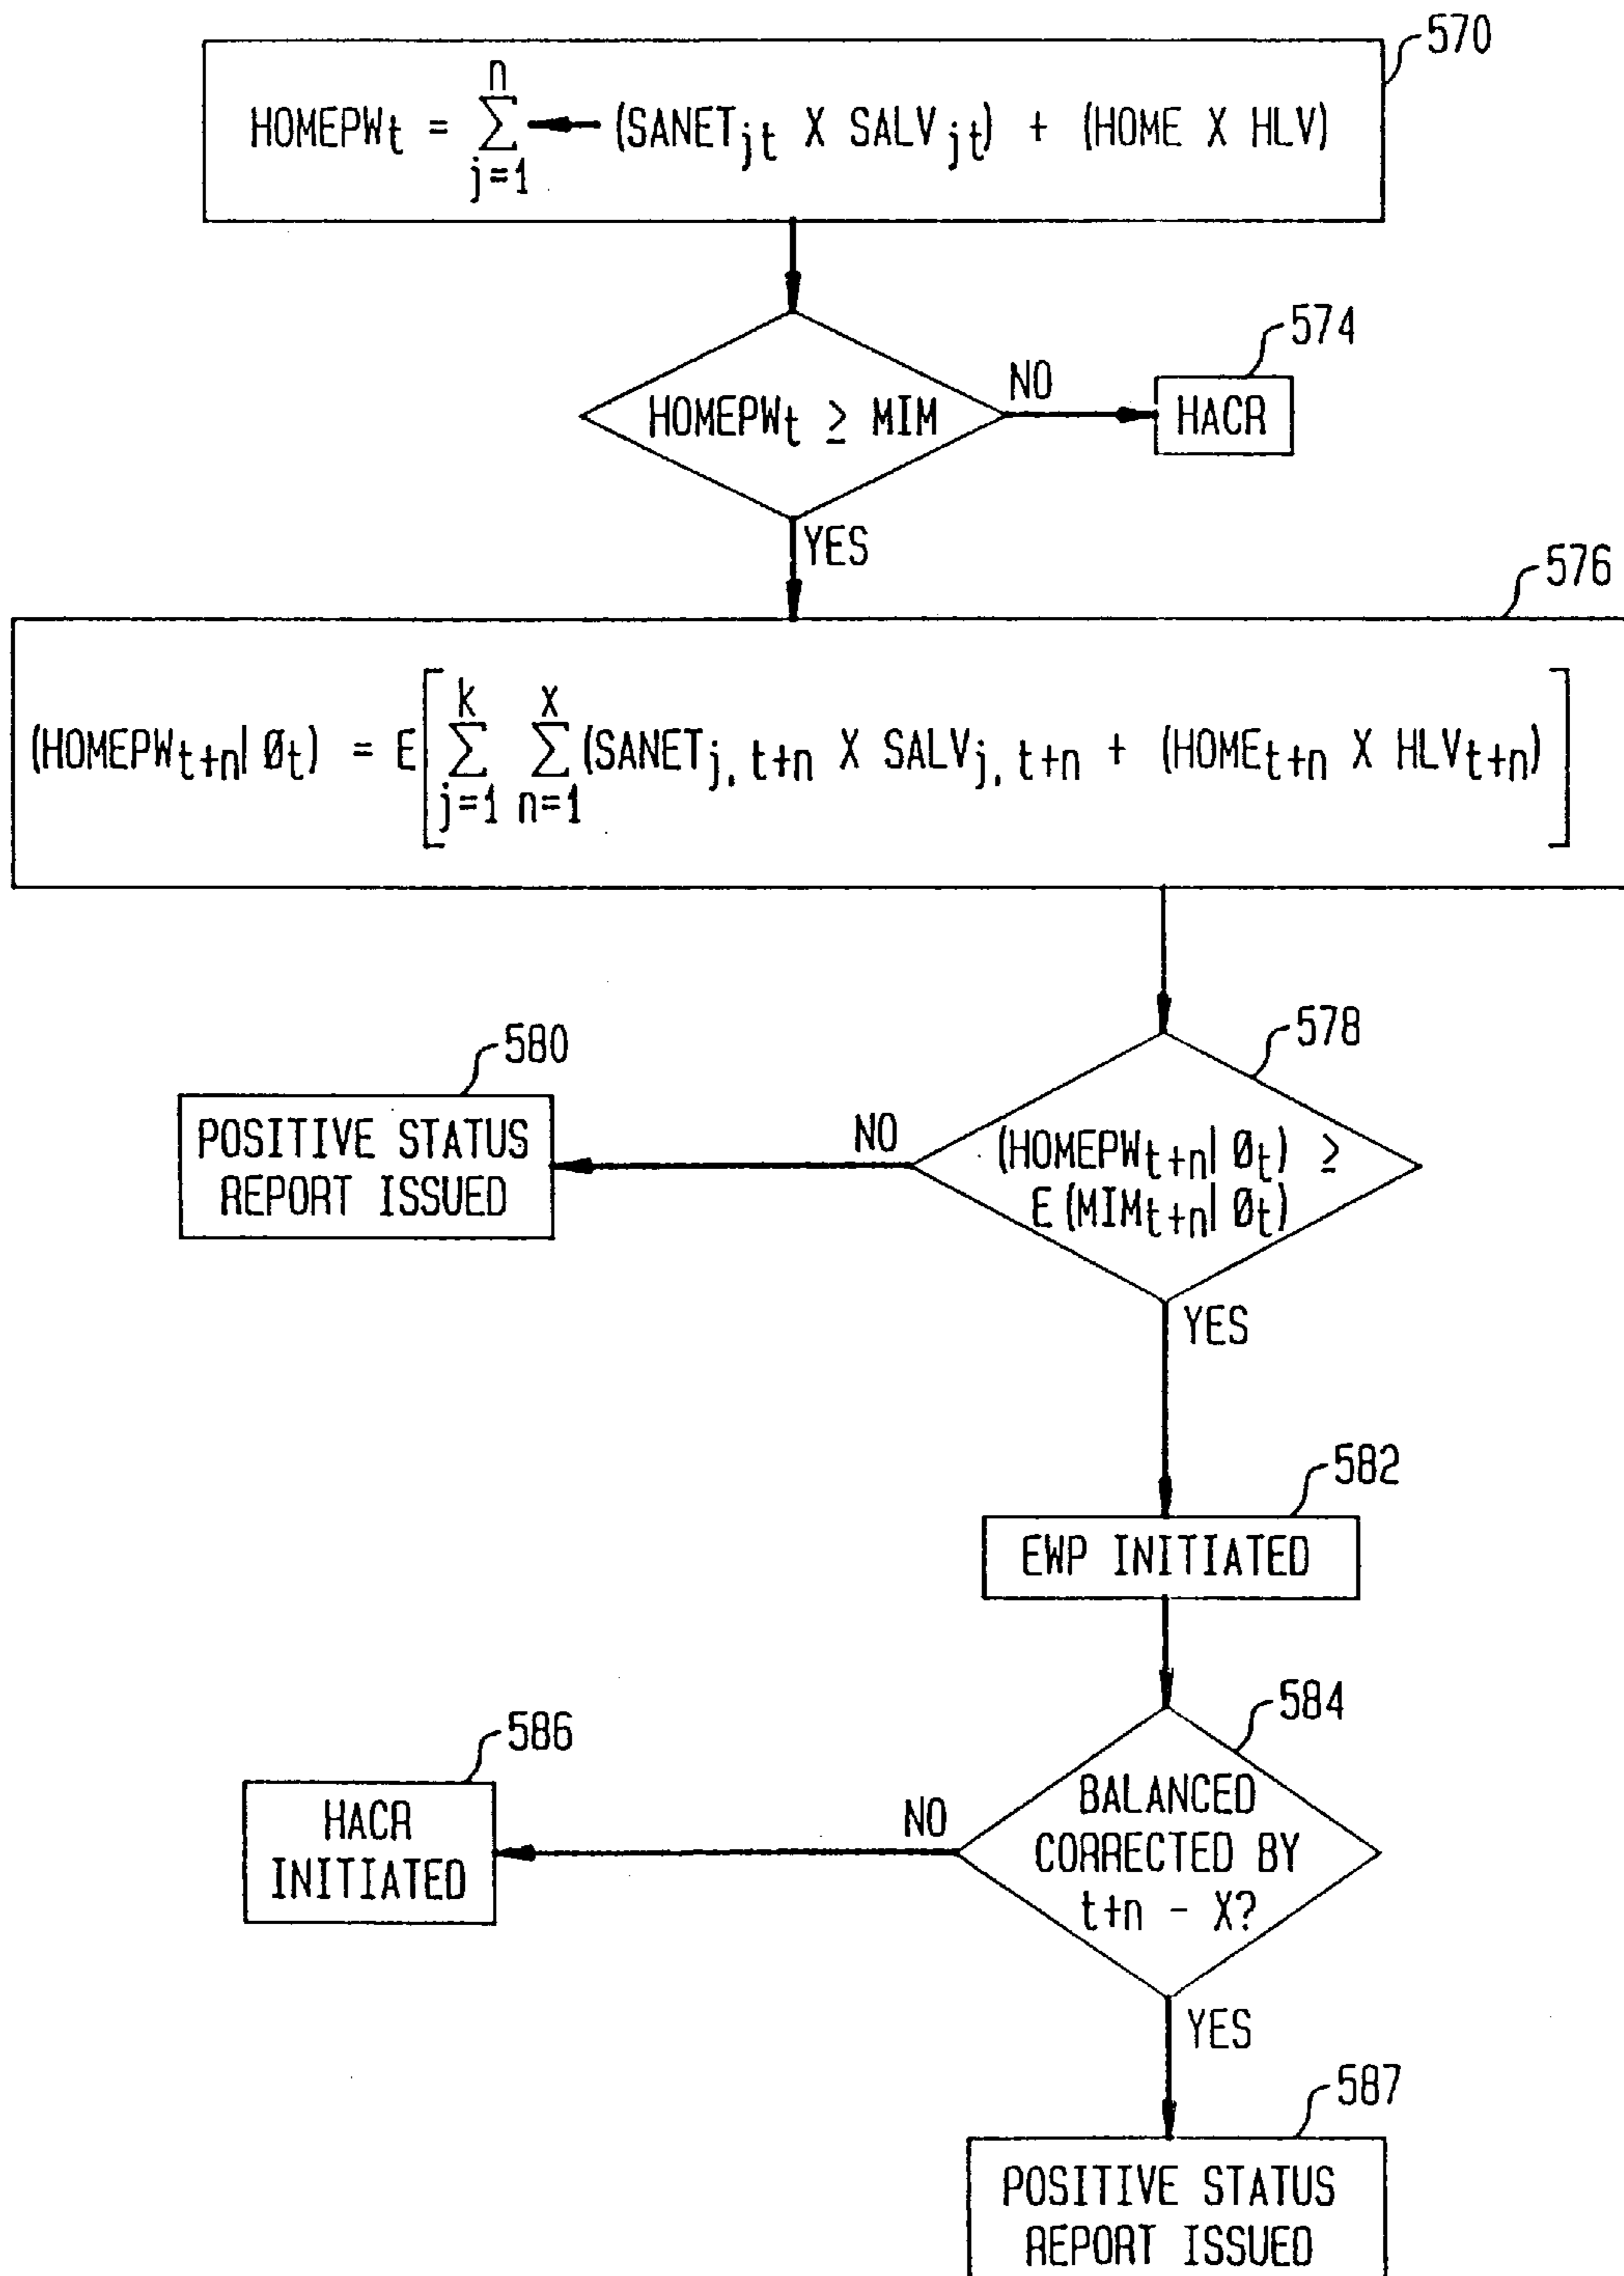 570
HOMEPWt = n∑j=1 (SANETjt X SALVjt) + (HOME X HLV)
HOMEPWt ≥ MIM
NO
574
HACR
YES
576
(HOMEPWt+n| Øt) = E[k∑j=1 X∑n=1 (SANETj, t+n X SALVj, t+n + (HOMEt+n X HLVt+n)]
578
580
POSITIVE STATUS
REPORT ISSUED
NO
(HOMEPWt+n| Øt) ≥
E (MIMt+n| Øt)
YES
582
EWP INITIATED
584
586
HACR
INITIATED
NO
BALANCED
CORRECTED BY
t+n - X?
YES
587
POSITIVE STATUS
REPORT ISSUED